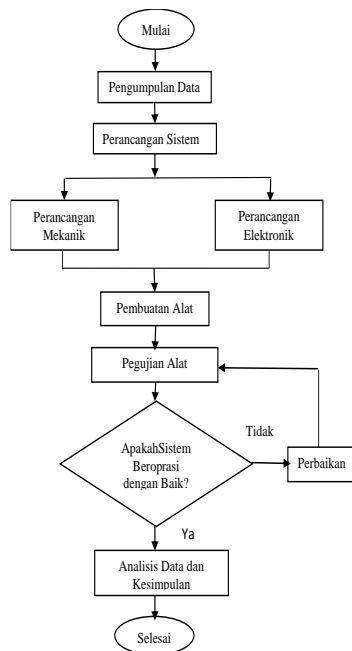 Mulai
Pengumpulan Data
Perancangan Sistem
Perancangan
Mekanik
Perancangan
Elektronik
Pembuatan Alat
Pegujian Alat
ApakahSistem
Beroprasi
dengan Baik?
Tidak
Perbaikan
Ya
Analisis Data dan
Kesimpulan
Selesai